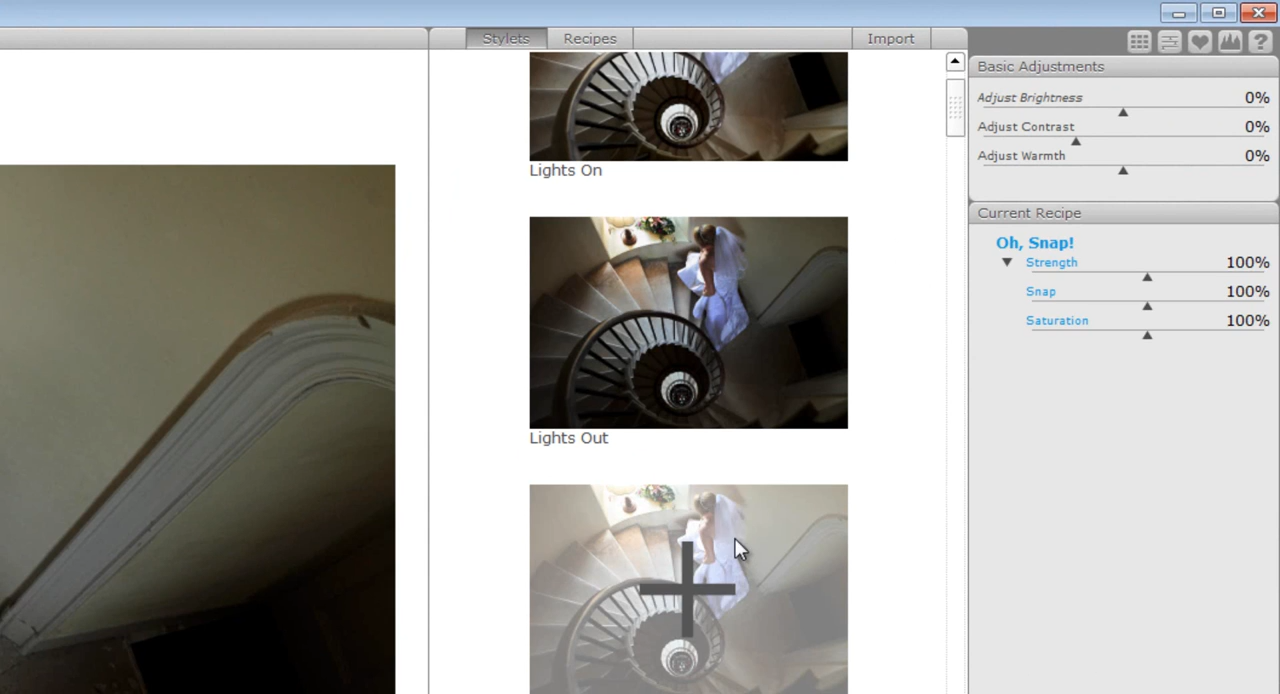 Stylets
Recipes
Import
?
Basic Adjustments
Adjust Brightness 0%
Adjust Contrast 0%
Adjust Warmth 0%
Current Recipe
Oh, Snap!
Strength 100%
Snap 100%
Saturation 100%
Lights On
Lights Out